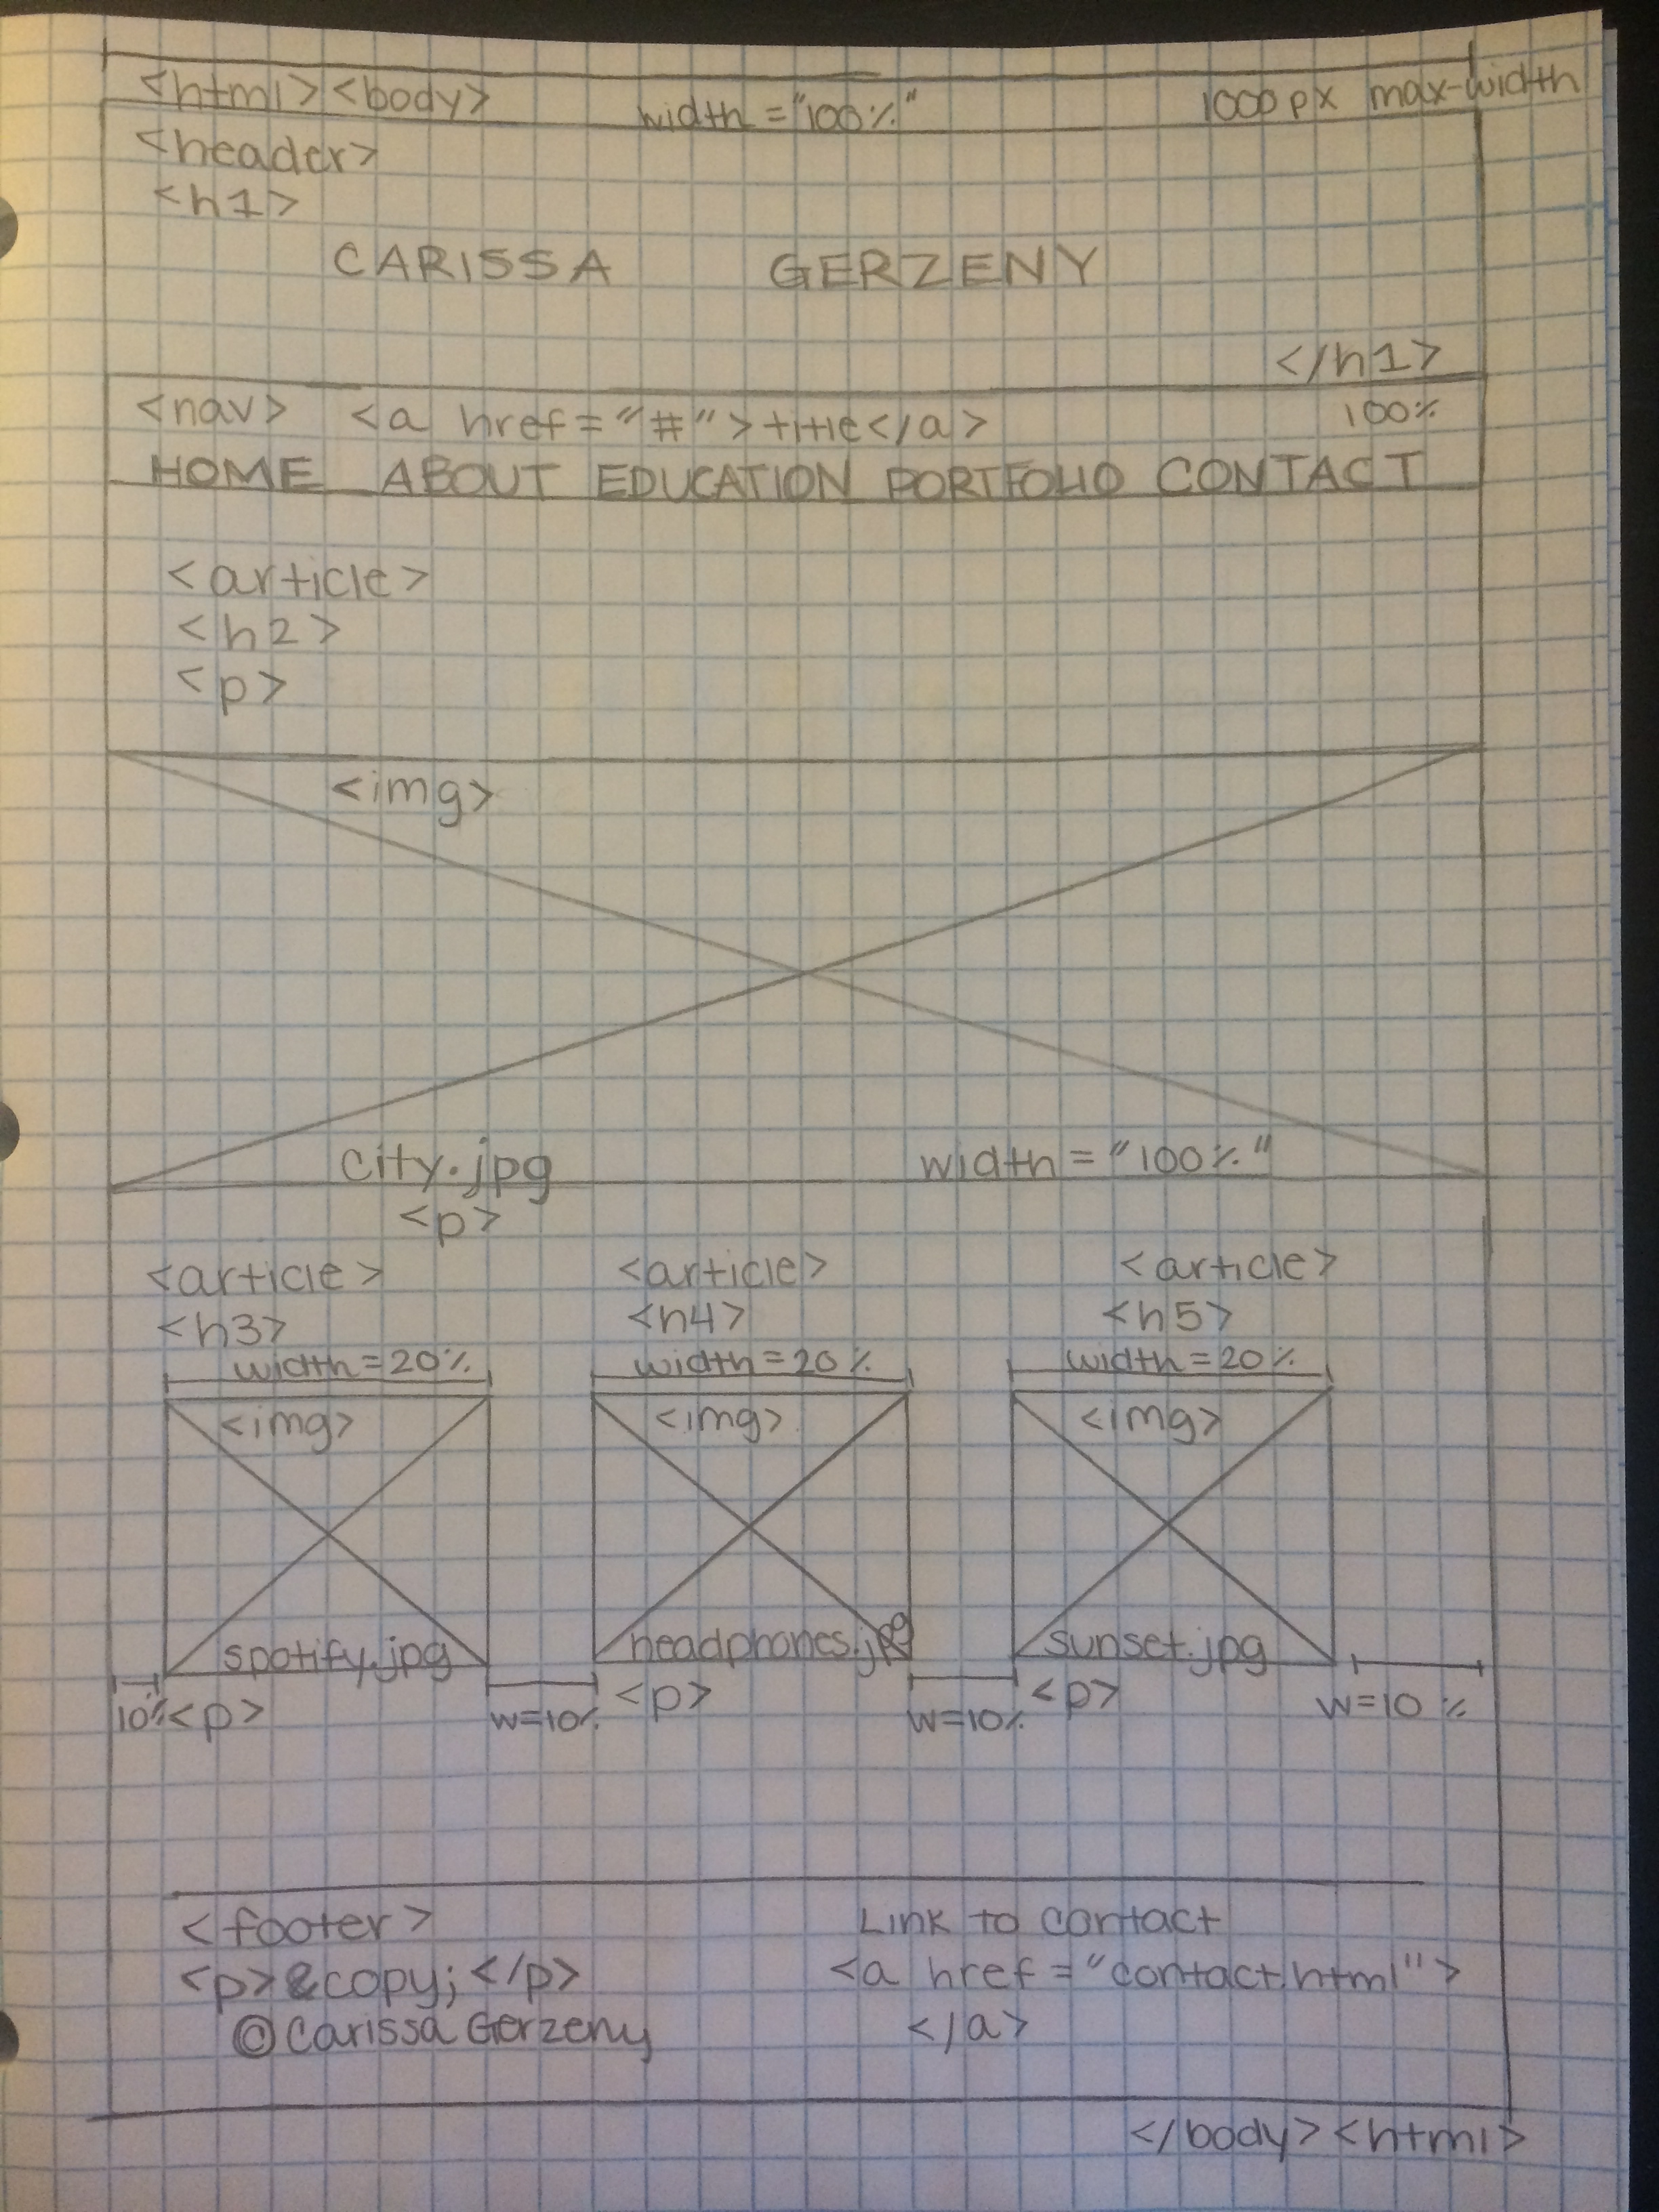 <html><body> width="100%" 1000px max-width
<header>
<h1>
CARISSA GERZENY
</h1>
<nav> <a href="#">title</a> 100%
HOME ABOUT EDUCATION PORTFOLIO CONTACT
<article>
<h2>
<p>
<img>
city.jpg width="100%"
<p>
<article> <article> <article>
<h3> <h4> <h5>
width=20% width=20% width=20%
<img> <img> <img>
spotify.jpg headphones.jpg sunset.jpg
10% <p> w=10% <p> w=10% <p> w=10%
<footer> Link to contact
<p>&copy;</p> <a href="contact.html">
©Carissa Gerzeny </a>
</body><html>